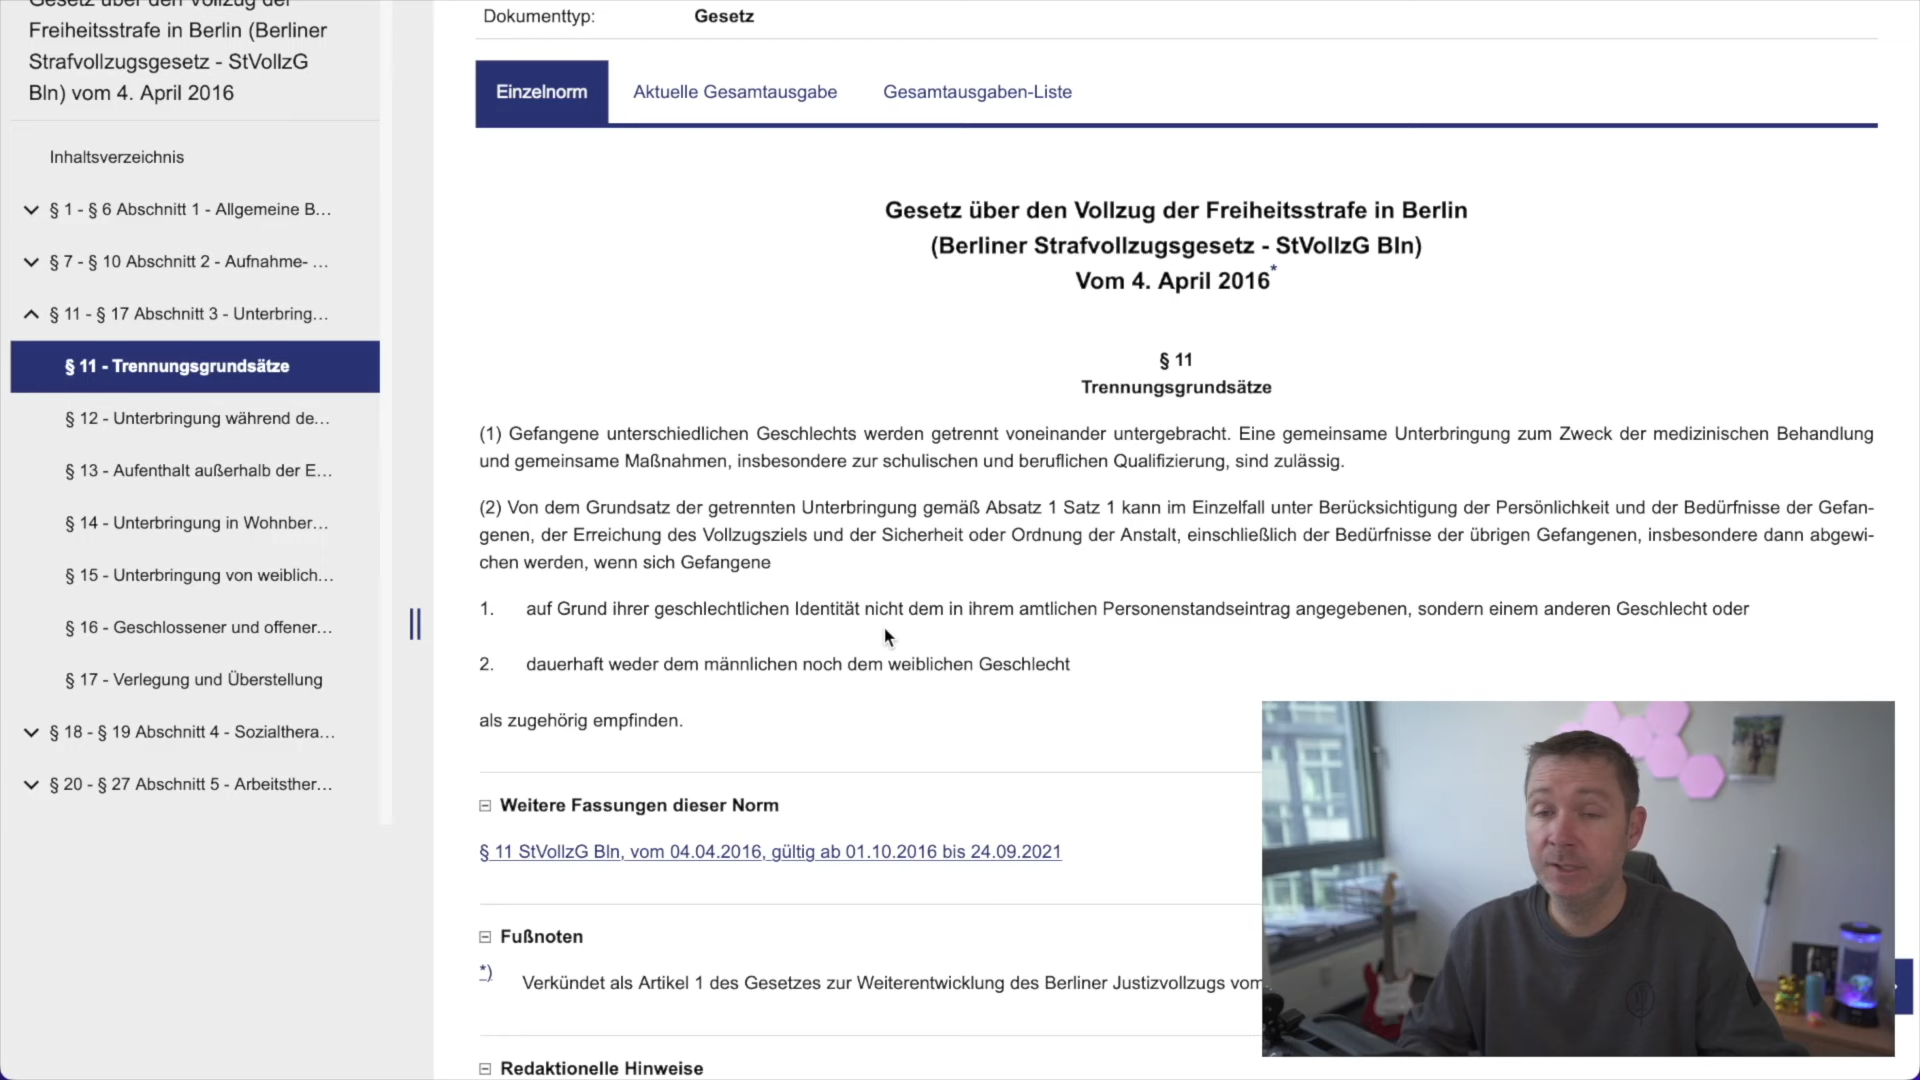 Gesetz über den Vollzug der
Freiheitsstrafe in Berlin (Berliner
Strafvollzugsgesetz - StVollzG
Bln) vom 4. April 2016
Inhaltsverzeichnis
§ 1 - § 6 Abschnitt 1 - Allgemeine B…
§ 7 - § 10 Abschnitt 2 - Aufnahme- …
§ 11 - § 17 Abschnitt 3 - Unterbring…
§ 11 - Trennungsgrundsätze
§ 12 - Unterbringung während de…
§ 13 - Aufenthalt außerhalb der E…
§ 14 - Unterbringung in Wohnber…
§ 15 - Unterbringung von weiblich…
§ 16 - Geschlossener und offener…
§ 17 - Verlegung und Überstellung
§ 18 - § 19 Abschnitt 4 - Sozialthera…
§ 20 - § 27 Abschnitt 5 - Arbeitsther…
Dokumenttyp: Gesetz
Einzelnorm Aktuelle Gesamtausgabe Gesamtausgaben-Liste
Gesetz über den Vollzug der Freiheitsstrafe in Berlin
(Berliner Strafvollzugsgesetz - StVollzG Bln)
Vom 4. April 2016*
§ 11
Trennungsgrundsätze
(1) Gefangene unterschiedlichen Geschlechts werden getrennt voneinander untergebracht. Eine gemeinsame Unterbringung zum Zweck der medizinischen Behandlung
und gemeinsame Maßnahmen, insbesondere zur schulischen und beruflichen Qualifizierung, sind zulässig.
(2) Von dem Grundsatz der getrennten Unterbringung gemäß Absatz 1 Satz 1 kann im Einzelfall unter Berücksichtigung der Persönlichkeit und der Bedürfnisse der Gefan-
genen, der Erreichung des Vollzugsziels und der Sicherheit oder Ordnung der Anstalt, einschließlich der Bedürfnisse der übrigen Gefangenen, insbesondere dann abgewi-
chen werden, wenn sich Gefangene
1. auf Grund ihrer geschlechtlichen Identität nicht dem in ihrem amtlichen Personenstandseintrag angegebenen, sondern einem anderen Geschlecht oder
2. dauerhaft weder dem männlichen noch dem weiblichen Geschlecht
als zugehörig empfinden.
Weitere Fassungen dieser Norm
§ 11 StVollzG Bln, vom 04.04.2016, gültig ab 01.10.2016 bis 24.09.2021
Fußnoten
*) Verkündet als Artikel 1 des Gesetzes zur Weiterentwicklung des Berliner Justizvollzugs vom
Redaktionelle Hinweise